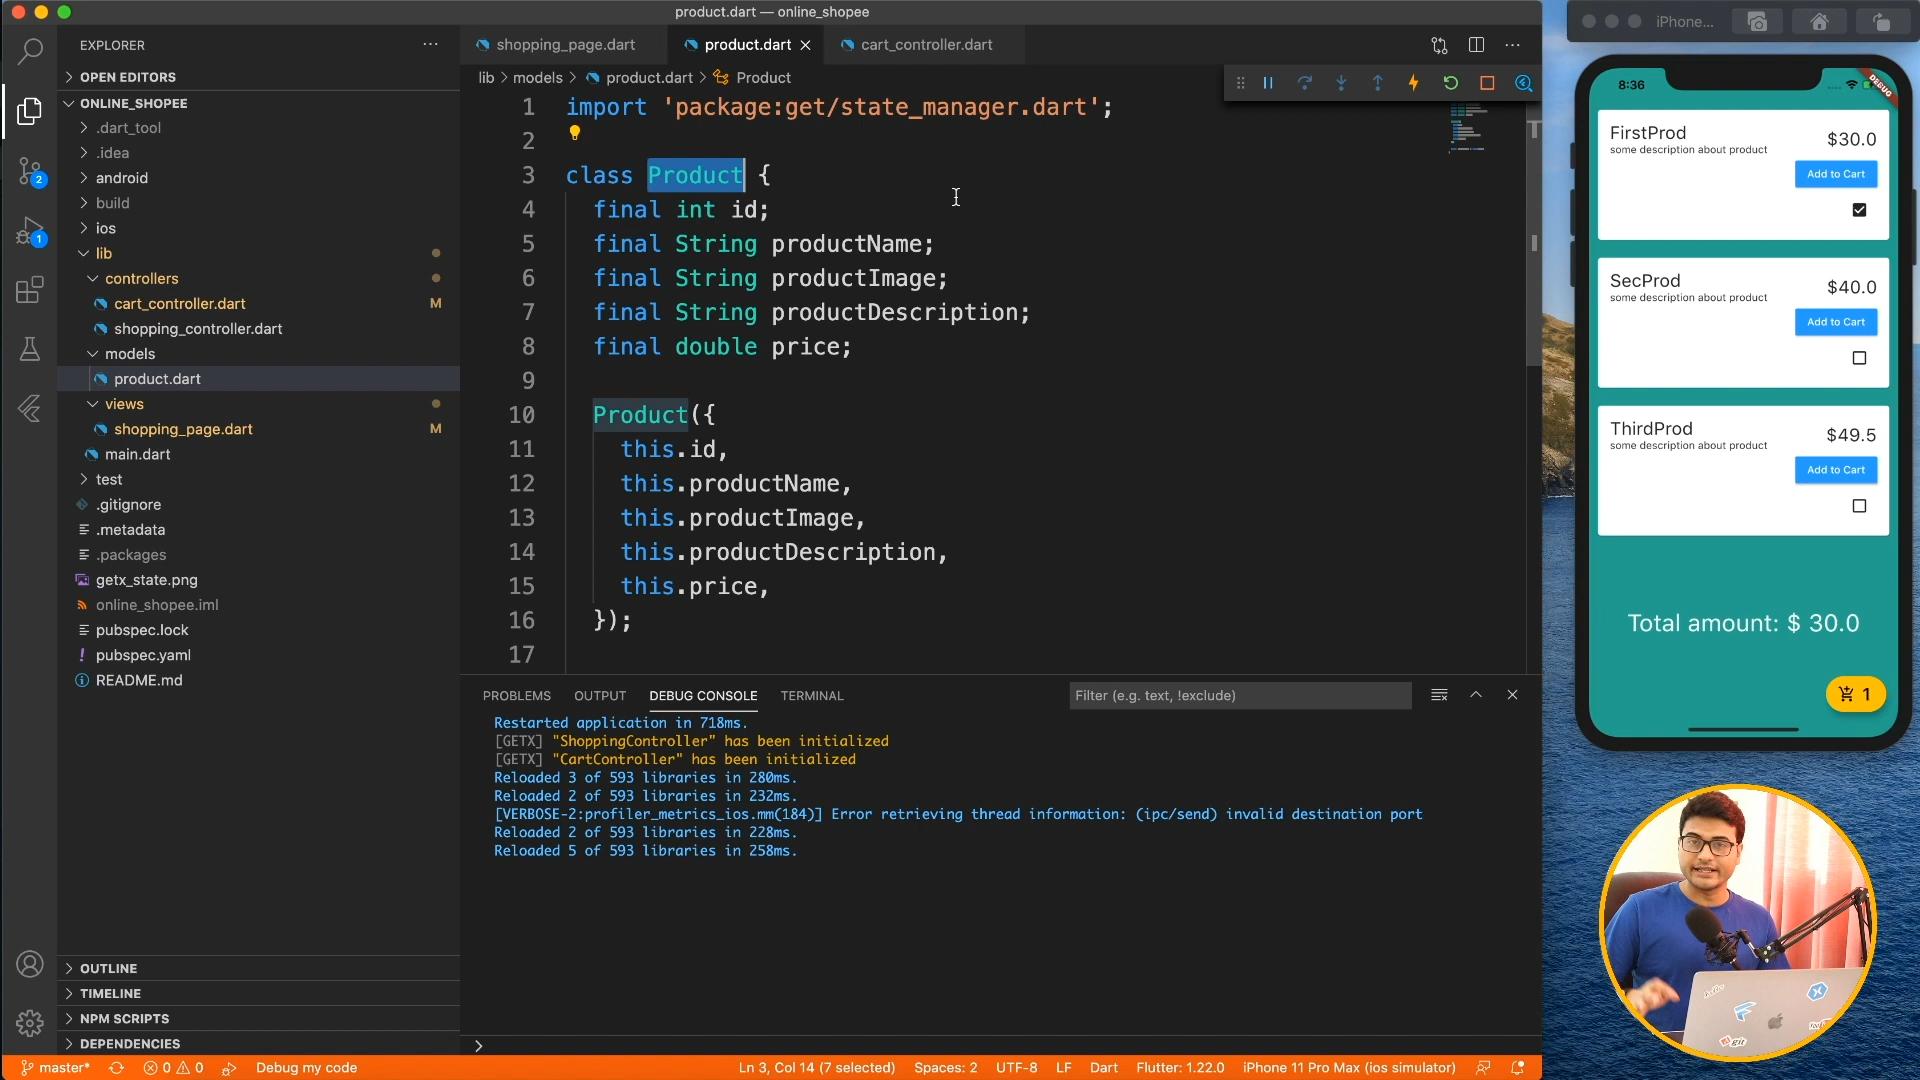 product.dart — online_shopee
iPhone...
EXPLORER
shopping_page.dart
product.dart
cart_controller.dart
OPEN EDITORS
lib > models > product.dart > Product
ONLINE_SHOPEE
.dart_tool
.idea
android
build
ios
lib
controllers
cart_controller.dart M
shopping_controller.dart
models
product.dart
views
shopping_page.dart M
main.dart
test
.gitignore
.metadata
.packages
getx_state.png
online_shopee.iml
pubspec.lock
pubspec.yaml
README.md
OUTLINE
TIMELINE
NPM SCRIPTS
DEPENDENCIES
2
1
1 import 'package:get/state_manager.dart';
2
3 class Product {
4 final int id;
5 final String productName;
6 final String productImage;
7 final String productDescription;
8 final double price;
9
10 Product({
11 this.id,
12 this.productName,
13 this.productImage,
14 this.productDescription,
15 this.price,
16 });
17
PROBLEMS OUTPUT DEBUG CONSOLE TERMINAL Filter (e.g. text, !exclude)
Restarted application in 718ms.
[GETX] "ShoppingController" has been initialized
[GETX] "CartController" has been initialized
Reloaded 3 of 593 libraries in 280ms.
Reloaded 2 of 593 libraries in 232ms.
[VERBOSE-2:profiler_metrics_ios.mm(184)] Error retrieving thread information: (ipc/send) invalid destination port
Reloaded 2 of 593 libraries in 228ms.
Reloaded 5 of 593 libraries in 258ms.
8:36
DEBUG
FirstProd
some description about product
$30.0
Add to Cart
SecProd
some description about product
$40.0
Add to Cart
ThirdProd
some description about product
$49.5
Add to Cart
Total amount: $ 30.0
1
git
master* 0 0 Debug my code
Ln 3, Col 14 (7 selected) Spaces: 2 UTF-8 LF Dart Flutter: 1.22.0 iPhone 11 Pro Max (ios simulator)